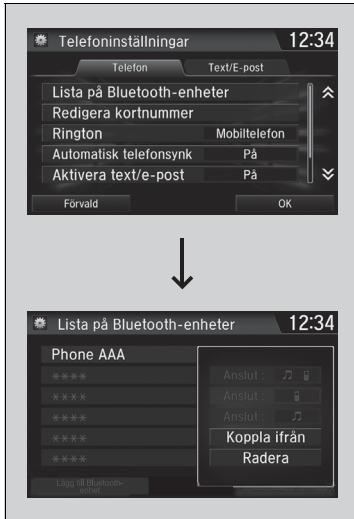 Telefoninställningar 12:34
Telefon Text/E-post
Lista på Bluetooth-enheter
Redigera kortnummer
Rington Mobiltelefon
Automatisk telefonsynk På
Aktivera text/e-post På
Förvald OK
Lista på Bluetooth-enheter 12:34
Phone AAA
**** Anslut :
**** Anslut :
**** Anslut :
**** Koppla ifrån
**** Radera
Lägg till Bluetooth-
enhet